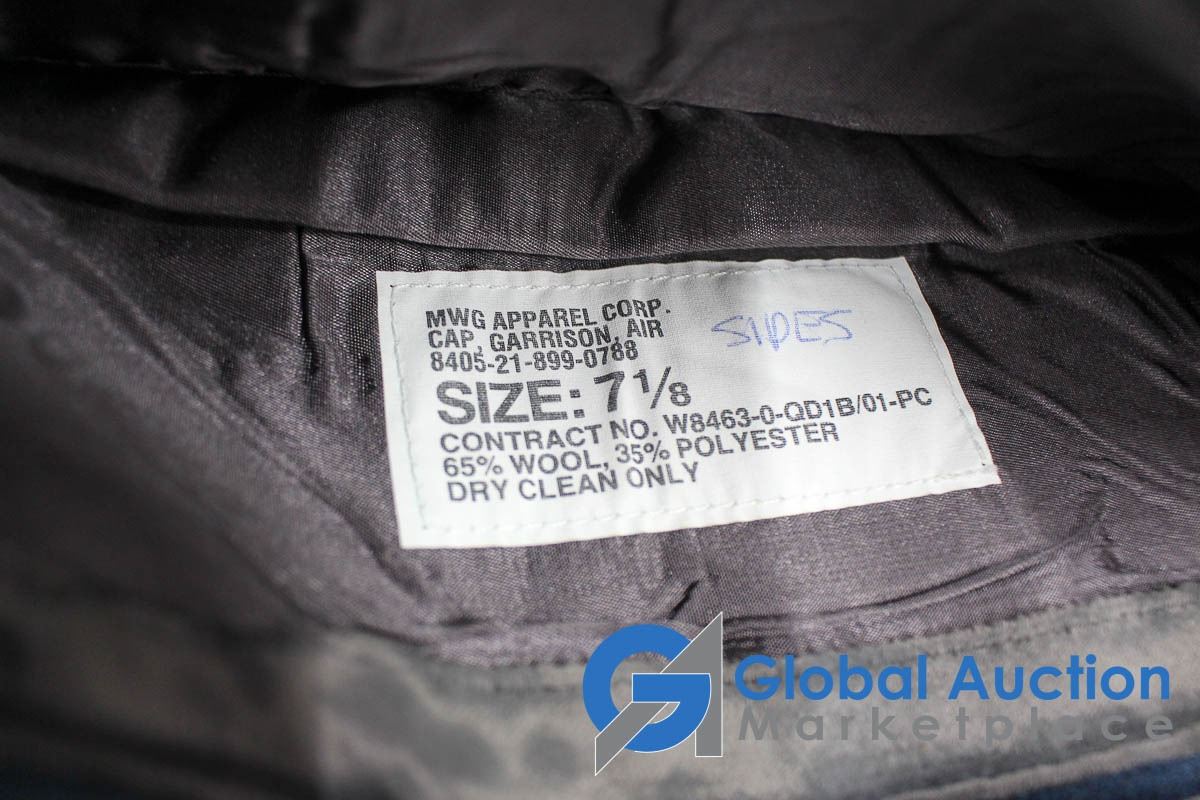 MWG APPAREL CORP.
CAP, GARRISON, AIR
8405-21-899-0788
SIDES
SIZE: 7 1/8
CONTRACT NO. W8463-0-QD1B/01-PC
65% WOOL, 35% POLYESTER
DRY CLEAN ONLY
GA Global Auction
Marketplace